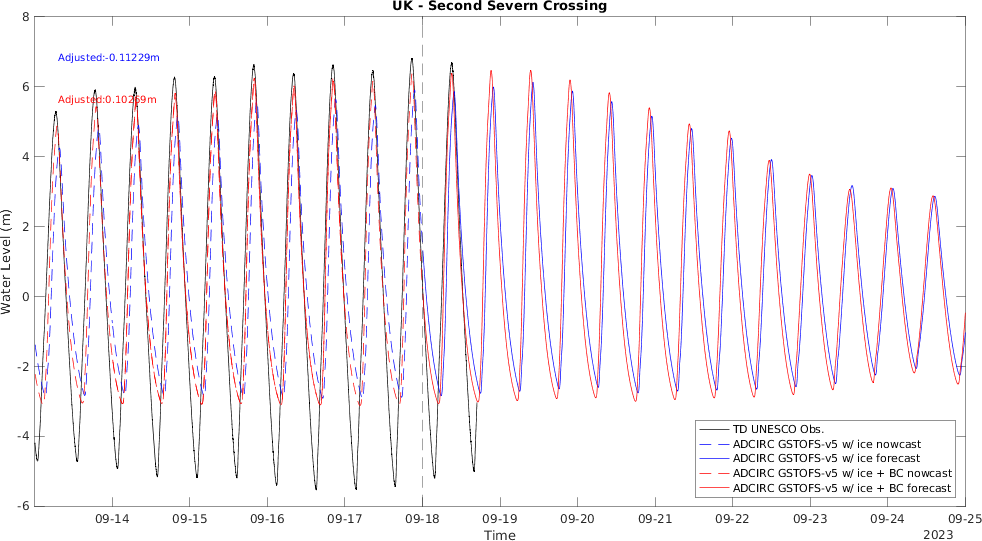 UK - Second Severn Crossing
8
6
4
2
0
-2
-4
-6
Water Level (m)
Adjusted:-0.11229m
Adjusted:0.10269m
TD UNESCO Obs.
ADCIRC GSTOFS-v5 w/ ice nowcast
ADCIRC GSTOFS-v5 w/ ice forecast
ADCIRC GSTOFS-v5 w/ ice + BC nowcast
ADCIRC GSTOFS-v5 w/ ice + BC forecast
09-14 09-15 09-16 09-17 09-18 09-19 09-20 09-21 09-22 09-23 09-24 09-25
Time
2023